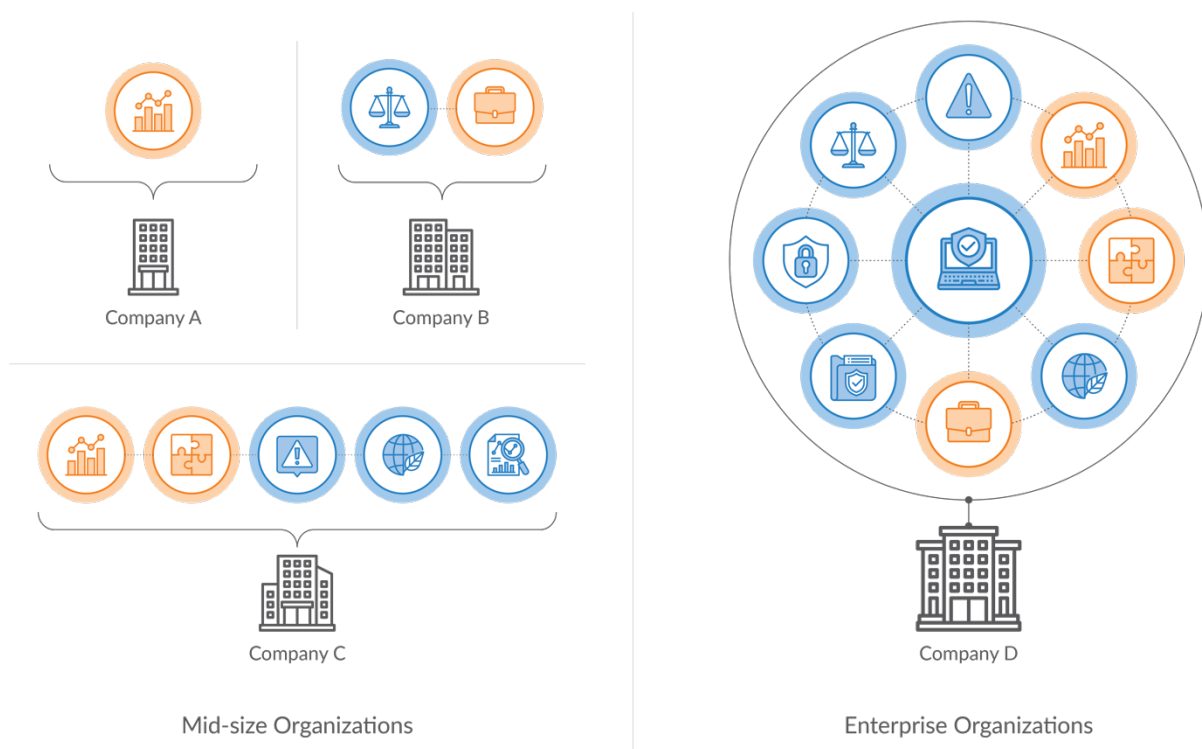 Company A
Company B
Company C
Company D
Mid-size Organizations
Enterprise Organizations